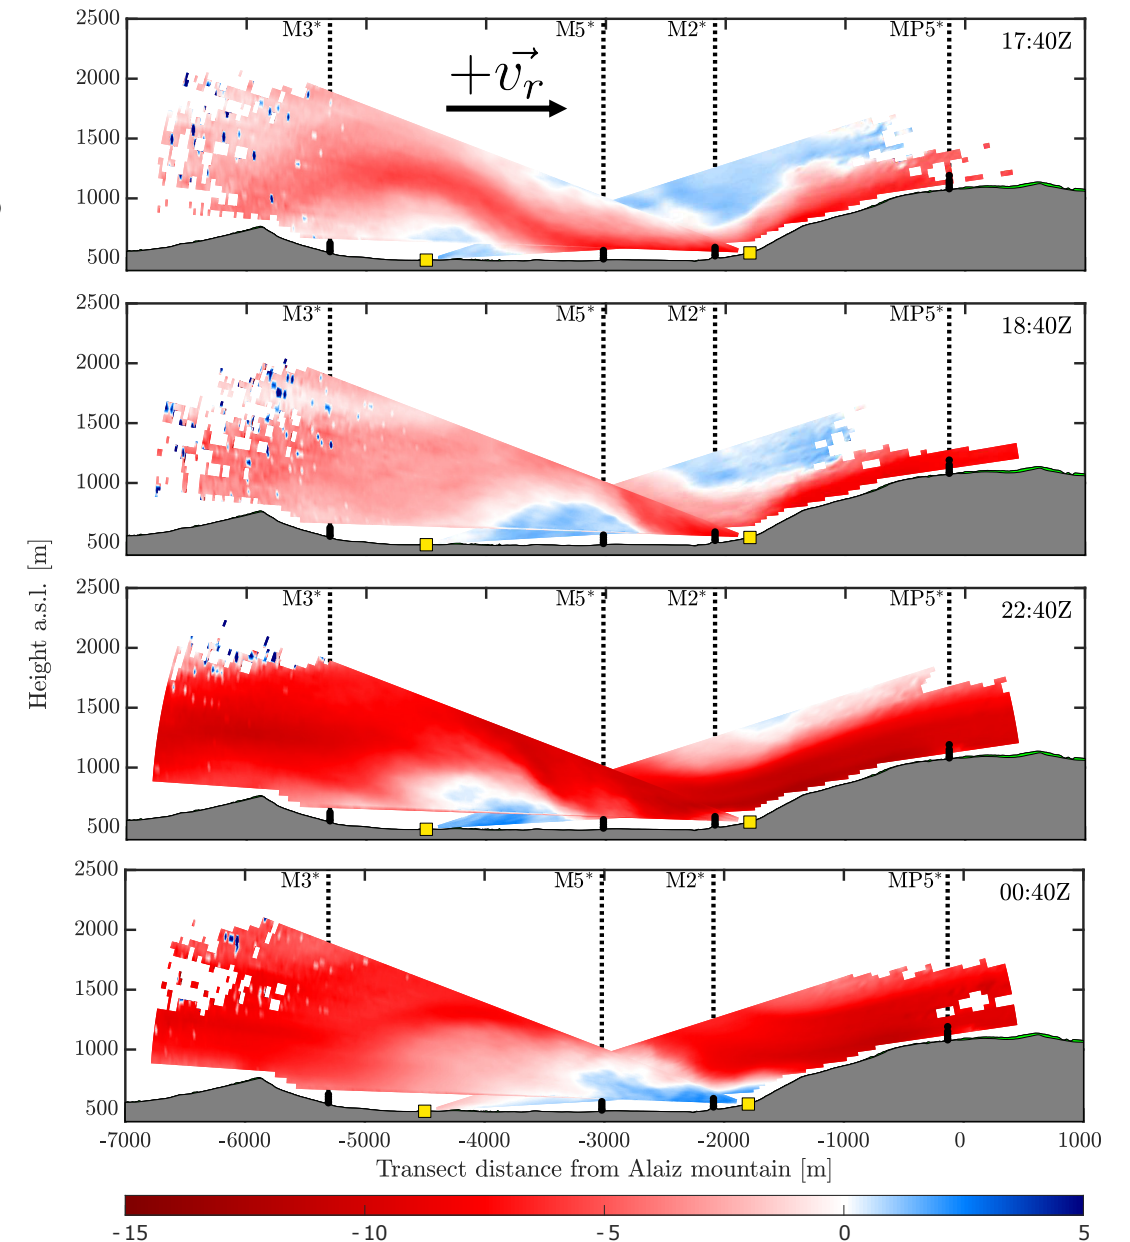 2500
M3* M5* M2* MP5*
17:40Z
+v⃗_r
2000
1500
1000
500
2500
M3* M5* M2* MP5*
18:40Z
2000
1500
1000
500
2500
M3* M5* M2* MP5*
22:40Z
2000
1500
1000
500
2500
M3* M5* M2* MP5*
00:40Z
2000
1500
1000
500
Height a.s.l. [m]
-7000 -6000 -5000 -4000 -3000 -2000 -1000 0 1000
Transect distance from Alaiz mountain [m]
-15 -10 -5 0 5